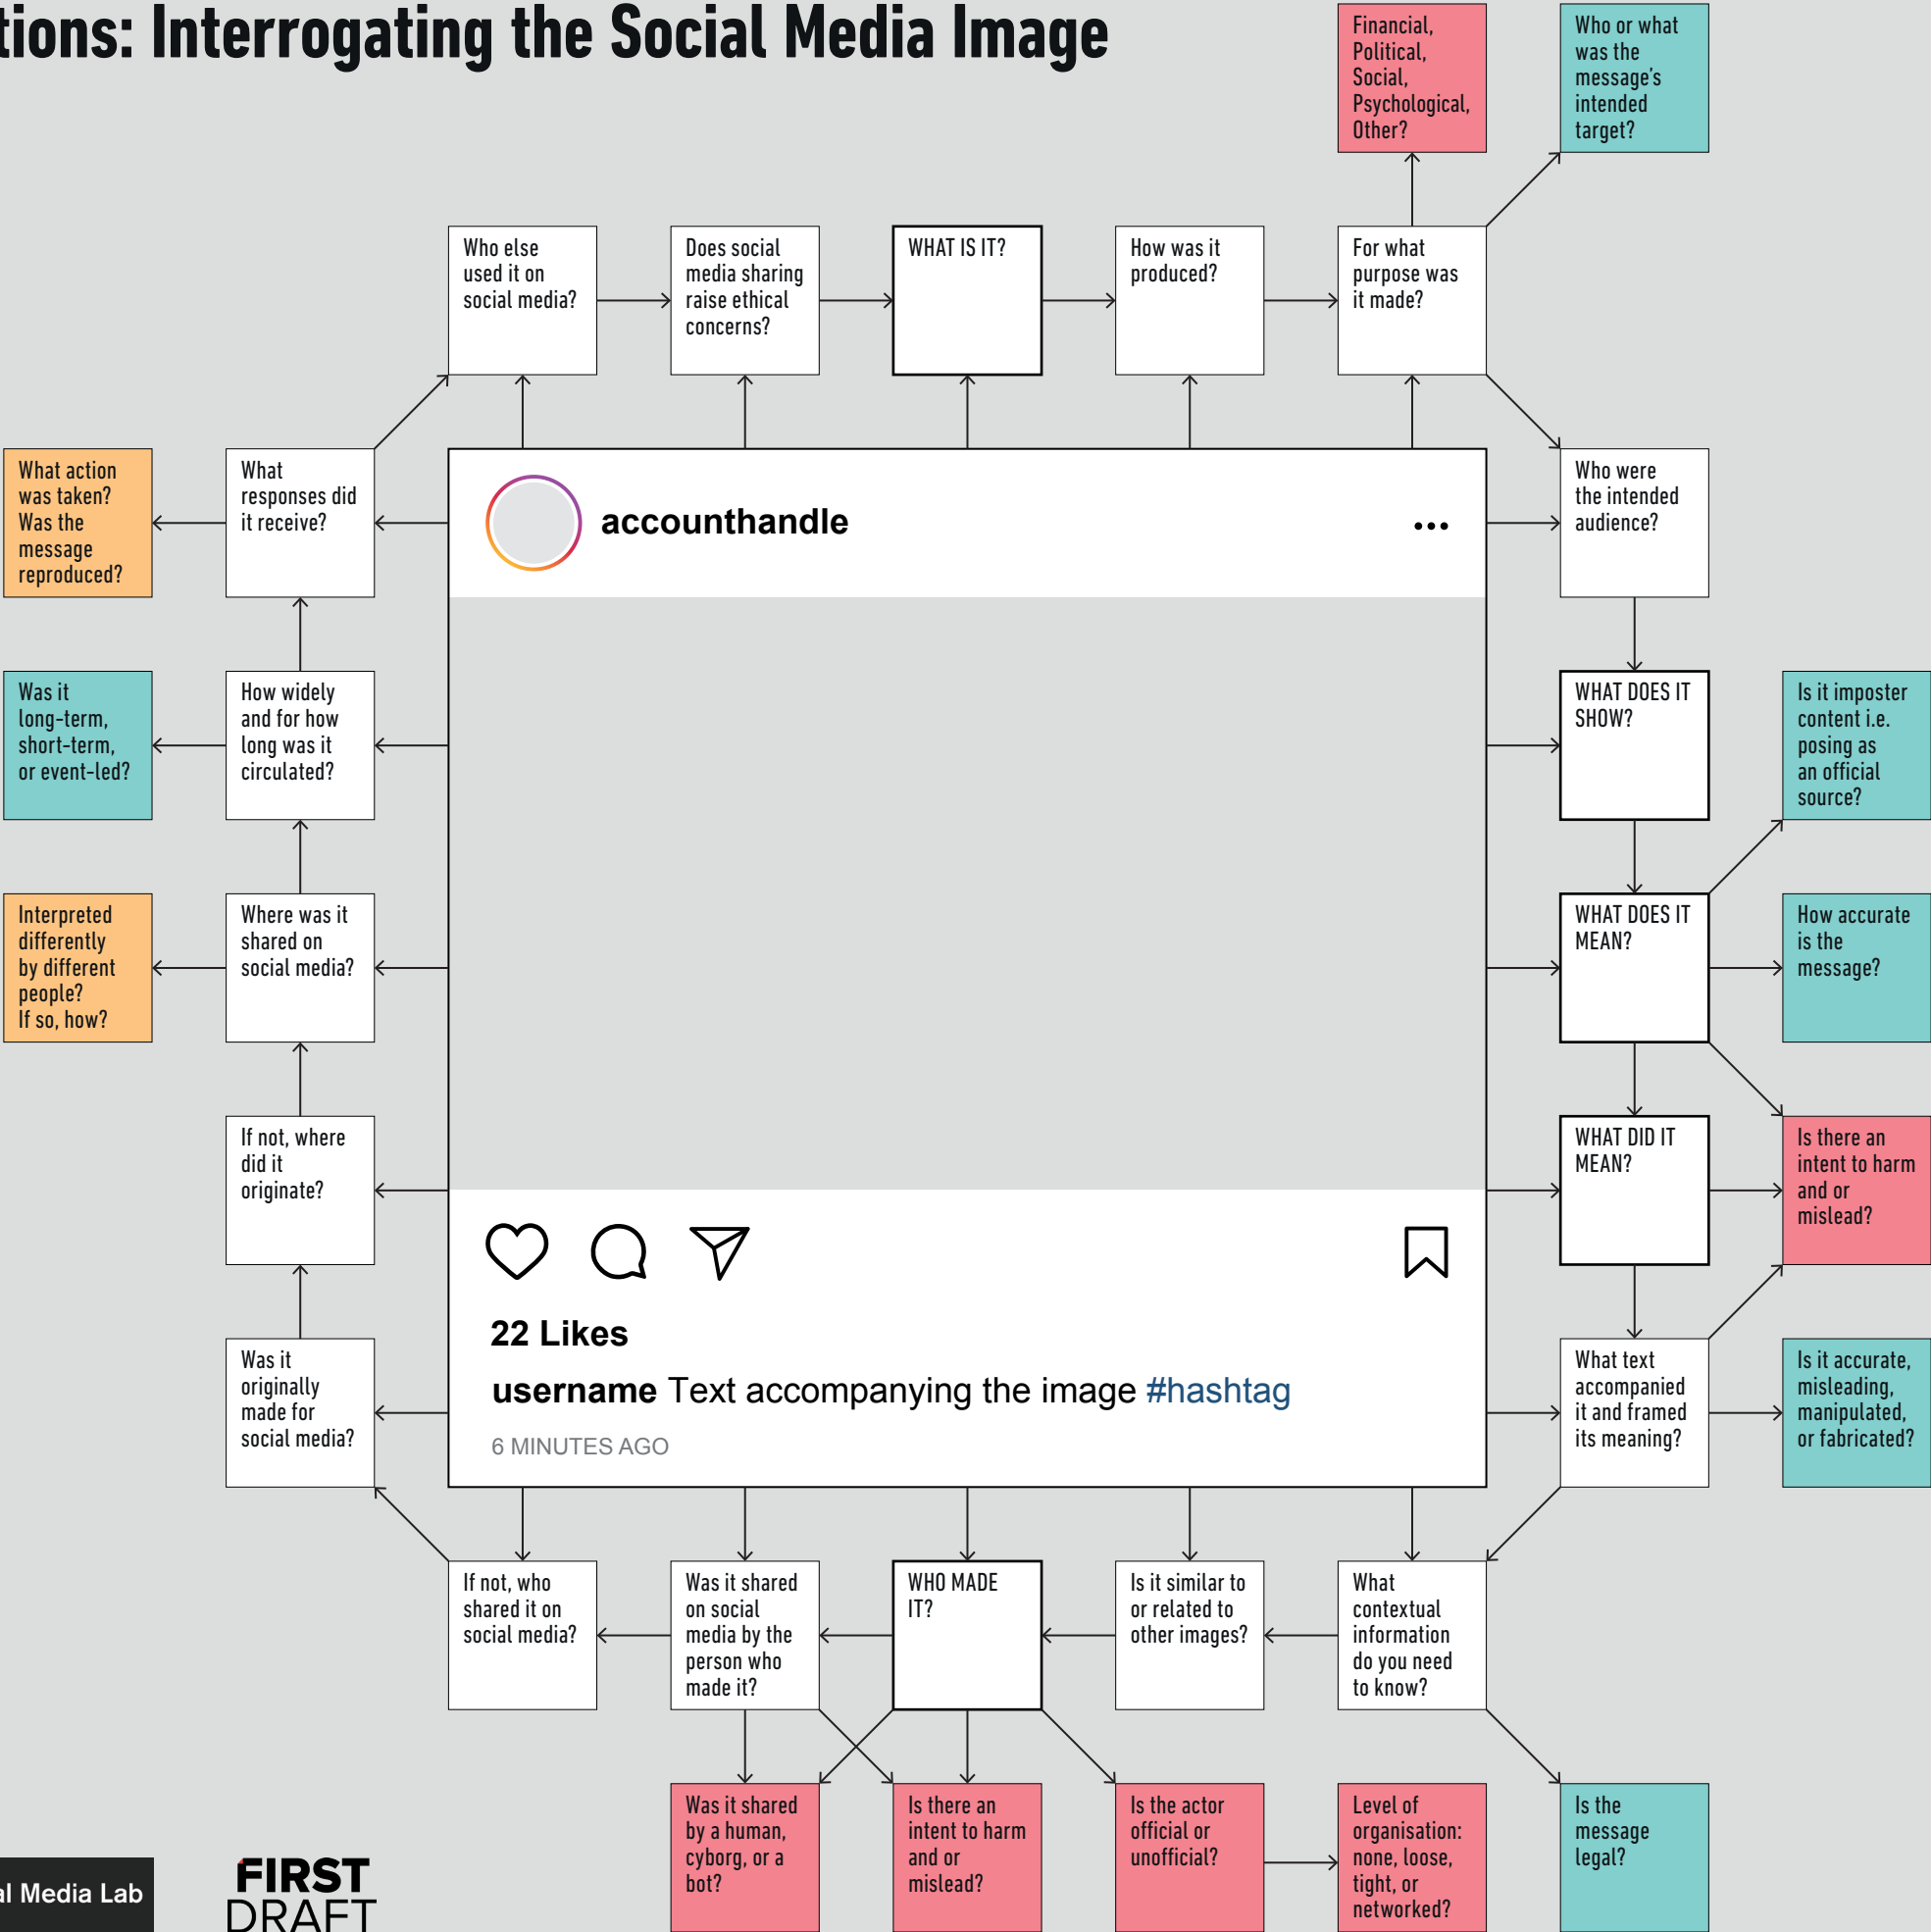 tions: Interrogating the Social Media Image
Financial,
Political,
Social,
Psychological,
Other?
Who or what
was the
message's
intended
target?
Who else
used it on
social media?
Does social
media sharing
raise ethical
concerns?
WHAT IS IT?
How was it
produced?
For what
purpose was
it made?
What action
was taken?
Was the
message
reproduced?
What
responses did
it receive?
accounthandle
Who were
the intended
audience?
Was it
long-term,
short-term,
or event-led?
How widely
and for how
long was it
circulated?
WHAT DOES IT
SHOW?
Is it imposter
content i.e.
posing as
an official
source?
Interpreted
differently
by different
people?
If so, how?
Where was it
shared on
social media?
WHAT DOES IT
MEAN?
How accurate
is the
message?
If not, where
did it
originate?
WHAT DID IT
MEAN?
Is there an
intent to harm
and or
mislead?
22 Likes
username Text accompanying the image #hashtag
6 MINUTES AGO
Was it
originally
made for
social media?
What text
accompanied
it and framed
its meaning?
Is it accurate,
misleading,
manipulated,
or fabricated?
If not, who
shared it on
social media?
Was it shared
on social
media by the
person who
made it?
WHO MADE
IT?
Is it similar to
or related to
other images?
What
contextual
information
do you need
to know?
Was it shared
by a human,
cyborg, or a
bot?
Is there an
intent to harm
and or
mislead?
Is the actor
official or
unofficial?
Level of
organisation:
none, loose,
tight, or
networked?
Is the
message
legal?
al Media Lab
FIRST
DRAFT